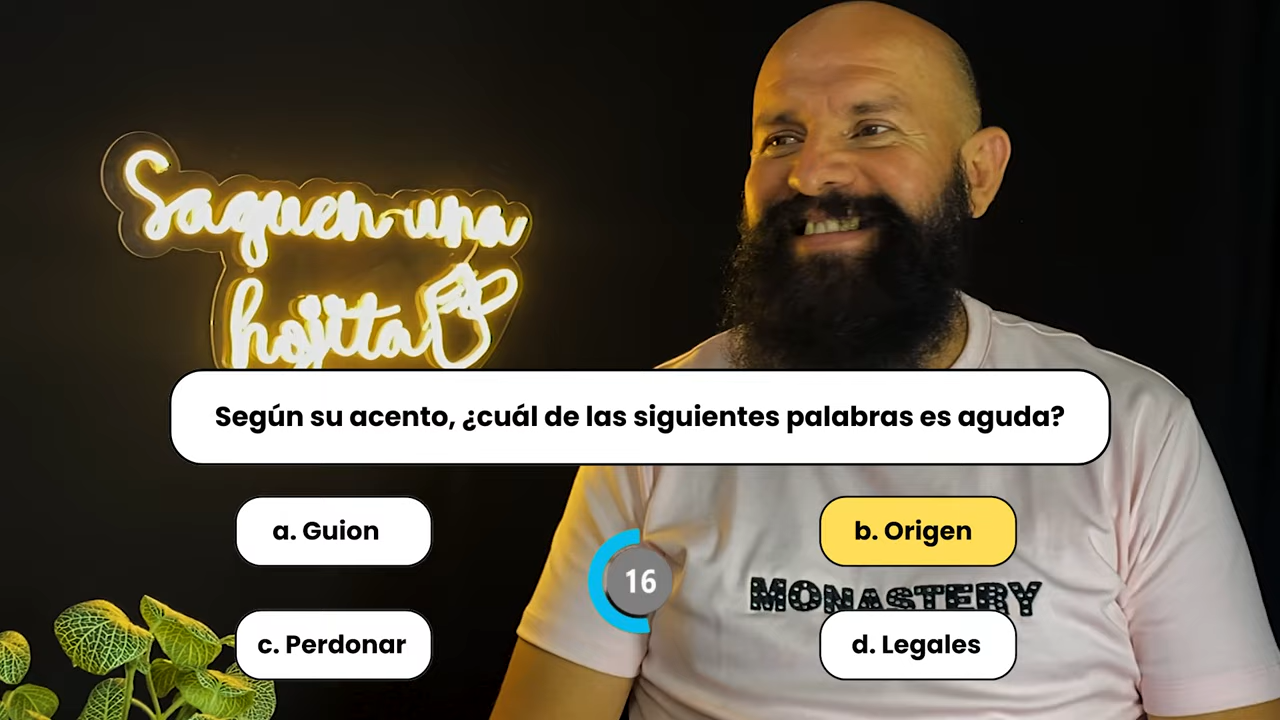 Saquen una
hojita
Según su acento, ¿cuál de las siguientes palabras es aguda?
a. Guion
b. Origen
16
MONASTERY
c. Perdonar
d. Legales